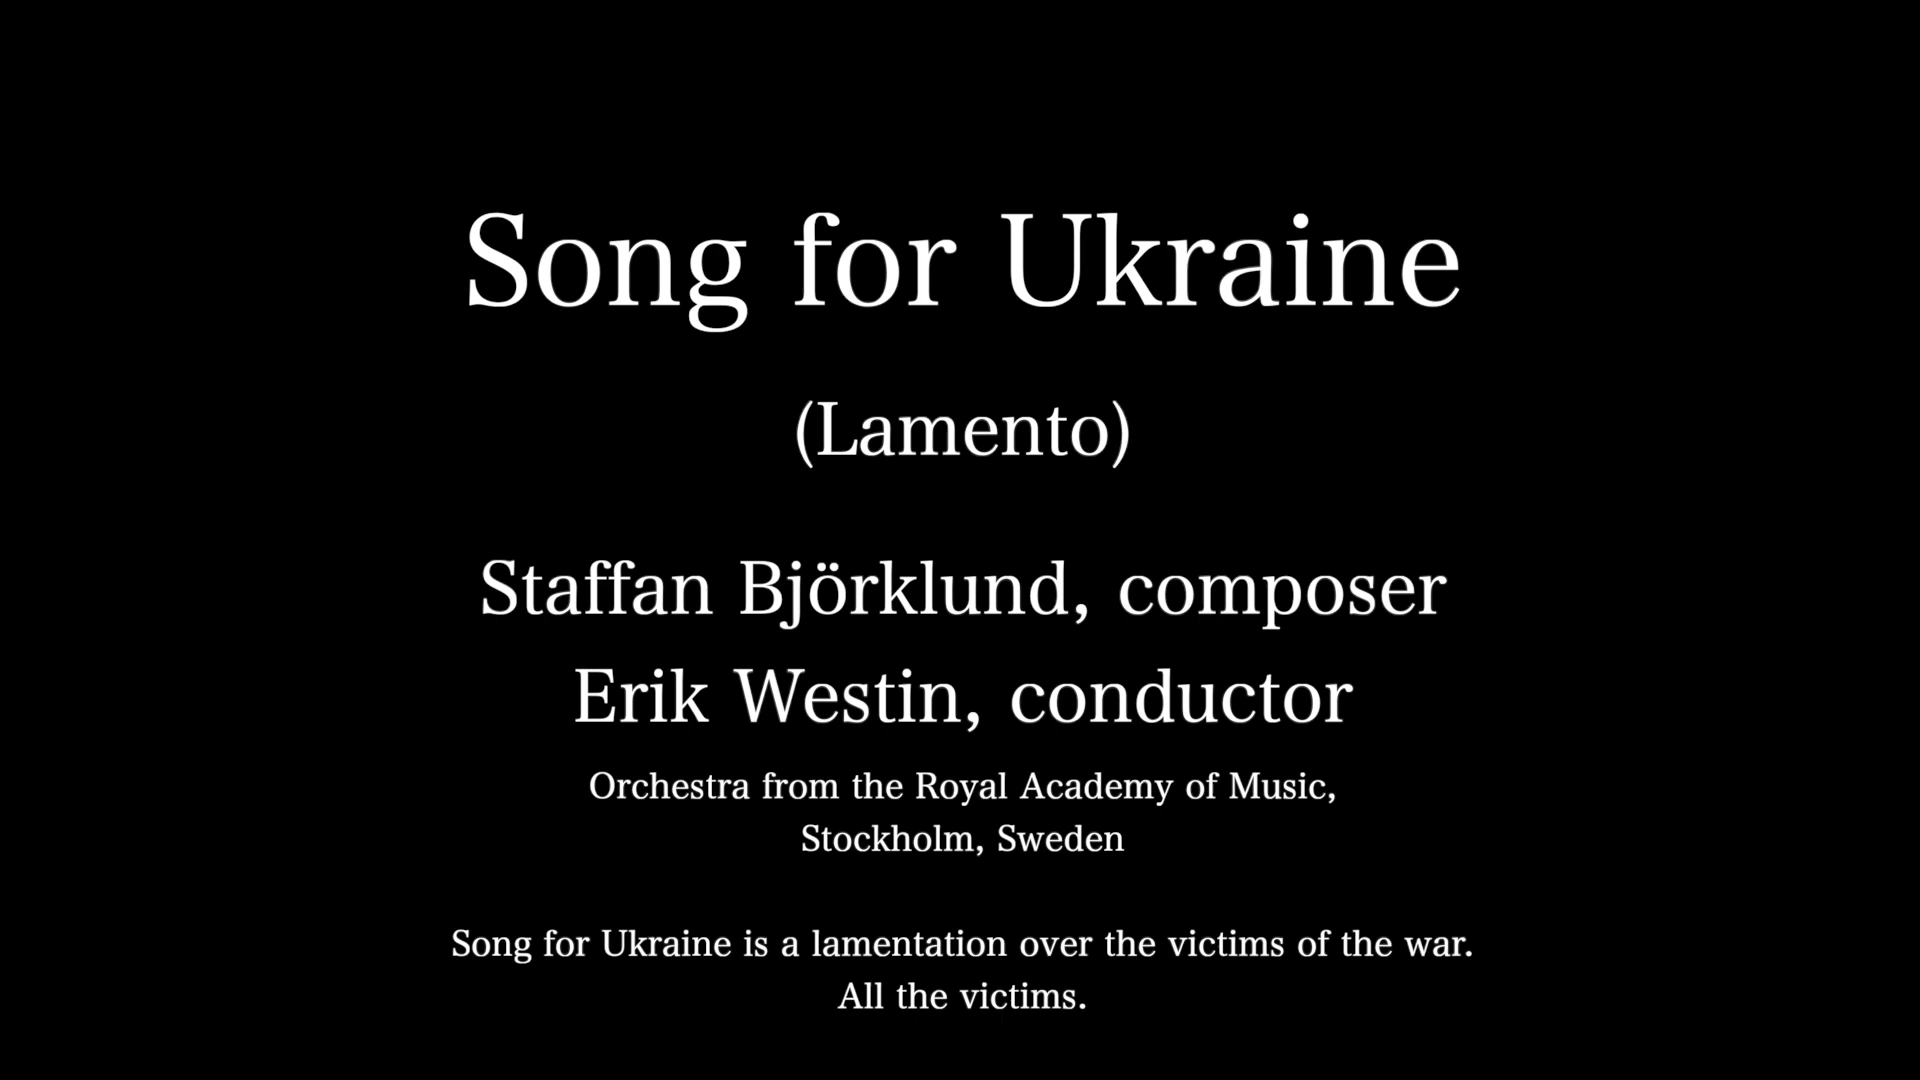 Song for Ukraine
(Lamento)
Staffan Björklund, composer
Erik Westin, conductor
Orchestra from the Royal Academy of Music,
Stockholm, Sweden
Song for Ukraine is a lamentation over the victims of the war.
All the victims.